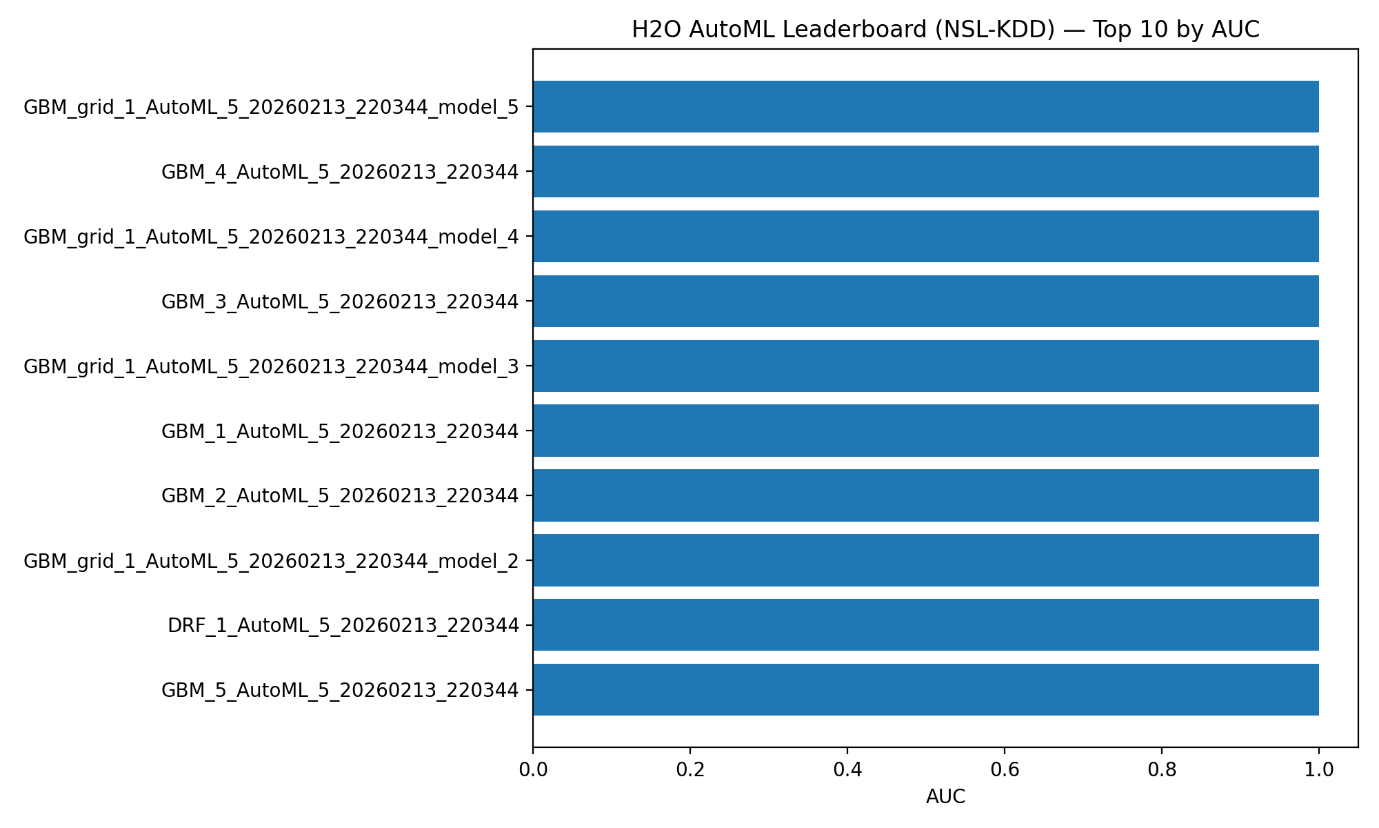 H2O AutoML Leaderboard (NSL-KDD) — Top 10 by AUC
GBM_grid_1_AutoML_5_20260213_220344_model_5
GBM_4_AutoML_5_20260213_220344
GBM_grid_1_AutoML_5_20260213_220344_model_4
GBM_3_AutoML_5_20260213_220344
GBM_grid_1_AutoML_5_20260213_220344_model_3
GBM_1_AutoML_5_20260213_220344
GBM_2_AutoML_5_20260213_220344
GBM_grid_1_AutoML_5_20260213_220344_model_2
DRF_1_AutoML_5_20260213_220344
GBM_5_AutoML_5_20260213_220344
0.0 0.2 0.4 0.6 0.8 1.0
AUC